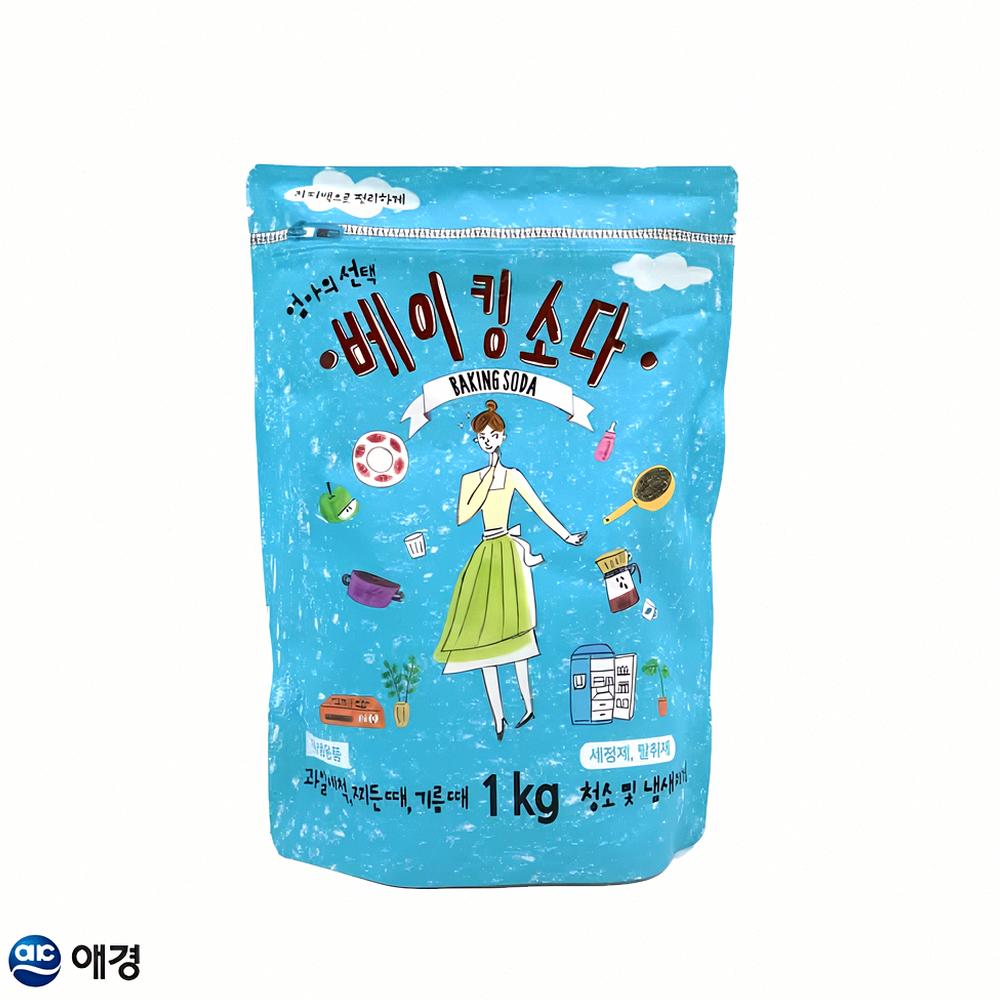 지퍼백으로 편리하게
엄마의 선택
베이킹소다
BAKING SODA
세정제, 탈취제
과일세척, 찌든때, 기름때
1kg
청소 및 냄새제거
애경